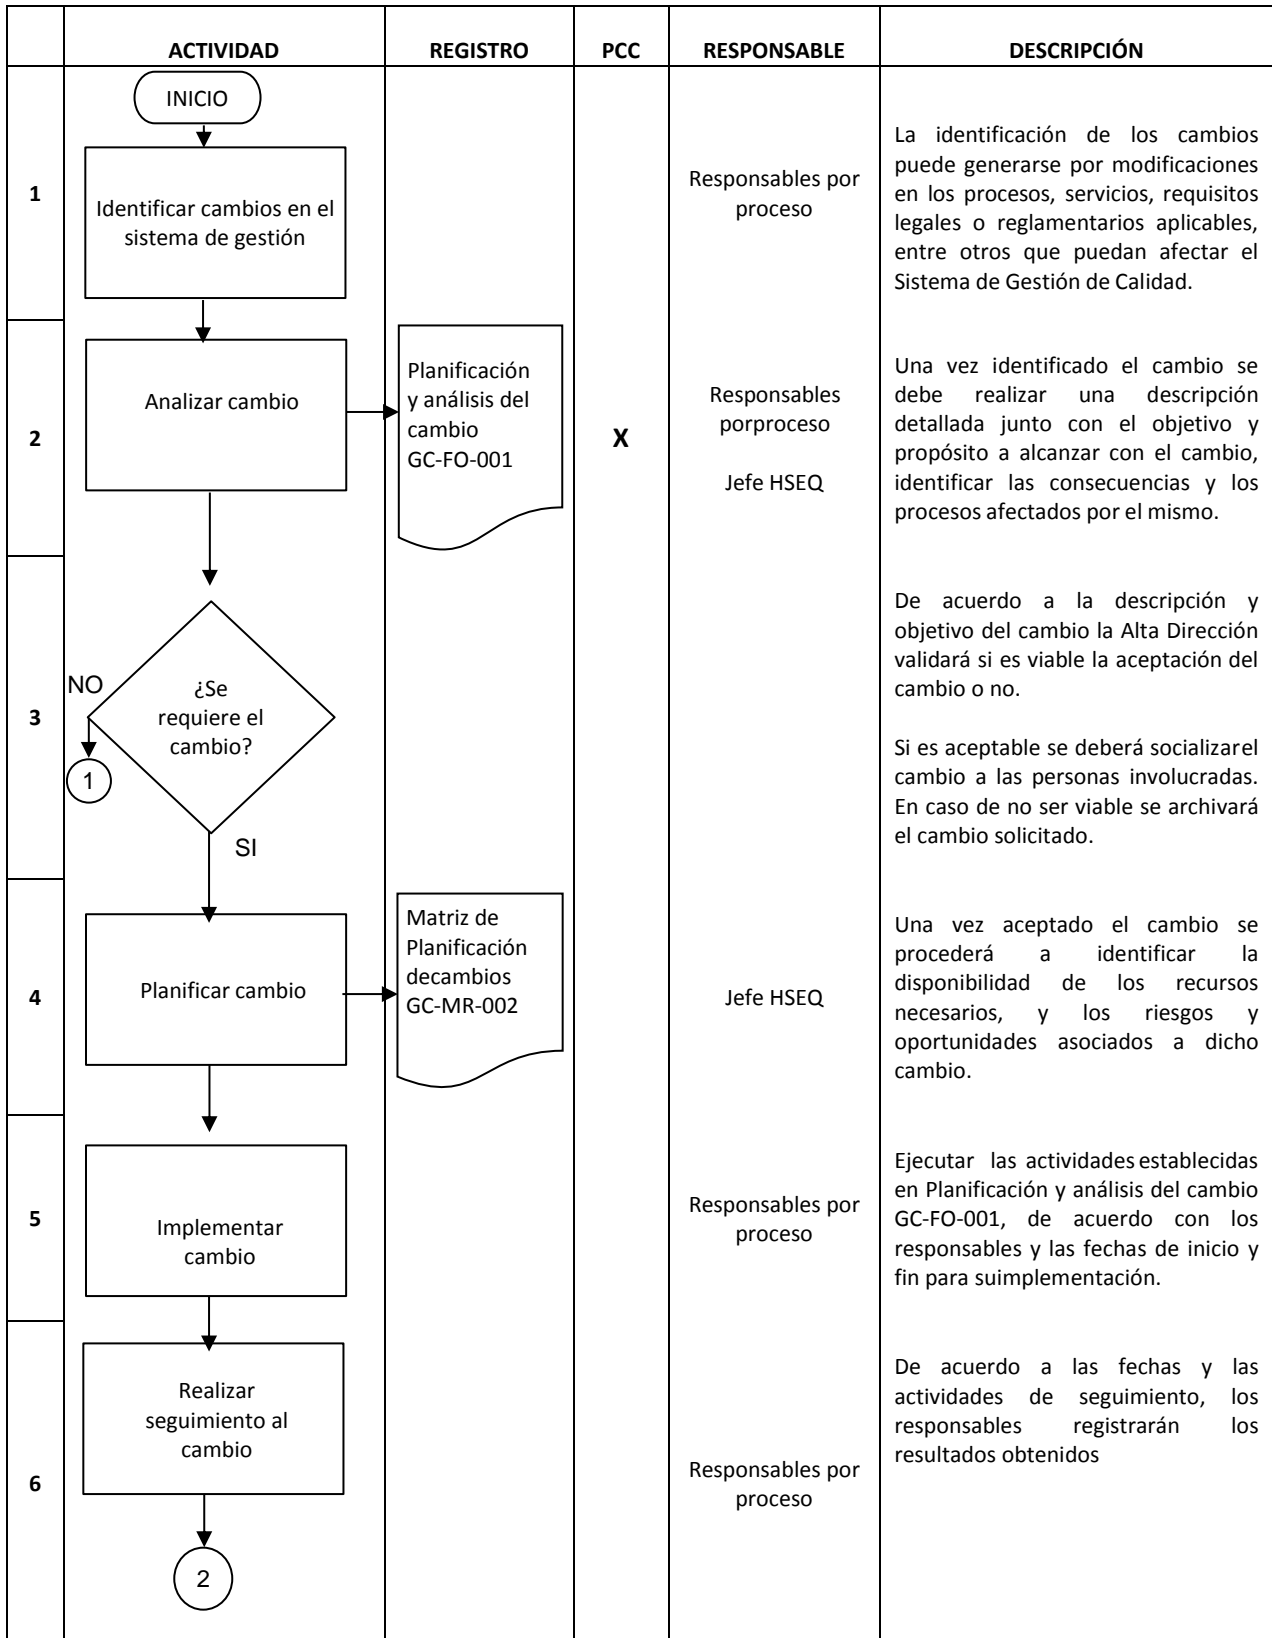 ACTIVIDAD REGISTRO PCC RESPONSABLE DESCRIPCIÓN
INICIO
1
Identificar cambios en el
sistema de gestión
Responsables por
proceso
La identificación de los cambios
puede generarse por modificaciones
en los procesos, servicios, requisitos
legales o reglamentarios aplicables,
entre otros que puedan afectar el
Sistema de Gestión de Calidad.
2
Analizar cambio
Planificación
y análisis del
cambio
GC-FO-001
X
Responsables
porproceso
Jefe HSEQ
Una vez identificado el cambio se
debe realizar una descripción
detallada junto con el objetivo y
propósito a alcanzar con el cambio,
identificar las consecuencias y los
procesos afectados por el mismo.
3
NO
¿Se
requiere el
cambio?
1
SI
De acuerdo a la descripción y
objetivo del cambio la Alta Dirección
validará si es viable la aceptación del
cambio o no.
Si es aceptable se deberá socializarel
cambio a las personas involucradas.
En caso de no ser viable se archivará
el cambio solicitado.
4
Planificar cambio
Matriz de
Planificación
decambios
GC-MR-002
Jefe HSEQ
Una vez aceptado el cambio se
procederá a identificar la
disponibilidad de los recursos
necesarios, y los riesgos y
oportunidades asociados a dicho
cambio.
5
Implementar
cambio
Responsables por
proceso
Ejecutar las actividades establecidas
en Planificación y análisis del cambio
GC-FO-001, de acuerdo con los
responsables y las fechas de inicio y
fin para suimplementación.
6
Realizar
seguimiento al
cambio
2
Responsables por
proceso
De acuerdo a las fechas y las
actividades de seguimiento, los
responsables registrarán los
resultados obtenidos